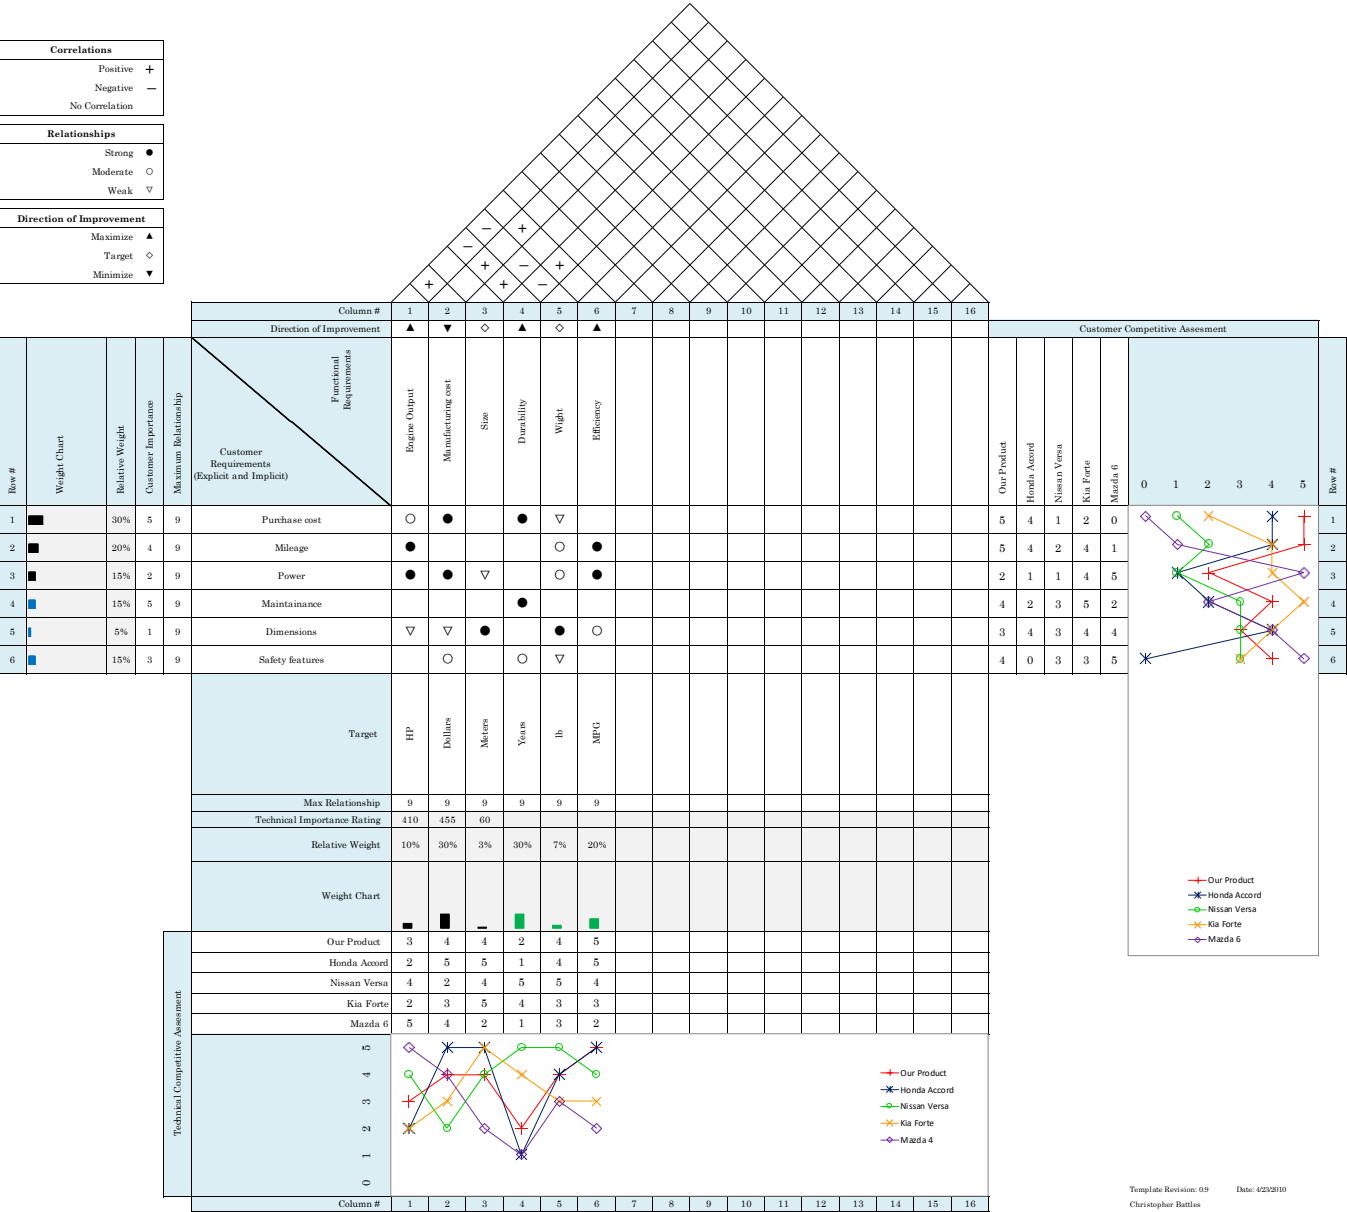 Correlations
Positive +
Negative −
No Correlation
Relationships
Strong ●
Moderate ○
Weak ▽
Direction of Improvement
Maximize ▲
Target ◇
Minimize ▼
− +
−
+ − +
+ + −
Column # 1 2 3 4 5 6 7 8 9 10 11 12 13 14 15 16
Direction of Improvement ▲ ▼ ◇ ▲ ◇ ▲
Customer Competitive Assesment
Row #
Weight Chart
Relative Weight
Customer Importance
Maximum Relationship
Functional
Requirements
Customer
Requirements
(Explicit and Implicit)
Engine Output
Manufacturing cost
Size
Durability
Wight
Efficiency
Our Product
Honda Accord
Nissan Versa
Kia Forte
Mazda 6
0 1 2 3 4 5
Row #
1 30% 5 9 Purchase cost ○ ● ● ▽ 5 4 1 2 0 1
2 20% 4 9 Mileage ● ○ ● 5 4 2 4 1 2
3 15% 2 9 Power ● ● ▽ ○ ● 2 1 1 4 5 3
4 15% 5 9 Maintainance ● 4 2 3 5 2 4
5 5% 1 9 Dimensions ▽ ▽ ● ● ○ 3 4 3 4 4 5
6 15% 3 9 Safety features ○ ○ ▽ 4 0 3 3 5 6
Target HP Dollars Meters Years lb MPG
Max Relationship 9 9 9 9 9 9
Technical Importance Rating 410 455 60
Relative Weight 10% 30% 3% 30% 7% 20%
Weight Chart
Our Product
Honda Accord
Nissan Versa
Kia Forte
Mazda 6
Technical Competitive Assesment
Our Product 3 4 4 2 4 5
Honda Accord 2 5 5 1 4 5
Nissan Versa 4 2 4 5 5 4
Kia Forte 2 3 5 4 3 3
Mazda 6 5 4 2 1 3 2
5
4
3
2
1
0
Our Product
Honda Accord
Nissan Versa
Kia Forte
Mazda 4
Column # 1 2 3 4 5 6 7 8 9 10 11 12 13 14 15 16
Template Revision: 0.9 Date: 4/23/2010
Christopher Battles